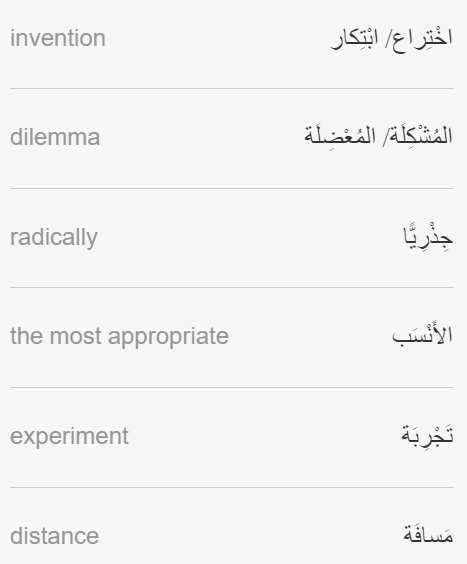 invention اخْتِراع/ ابْتِكار
dilemma المُشْكِلَة/ المُعْضِلَة
radically جِذْرِيًّا
the most appropriate الأَنْسَب
experiment تَجْرِبَة
distance مَسافَة